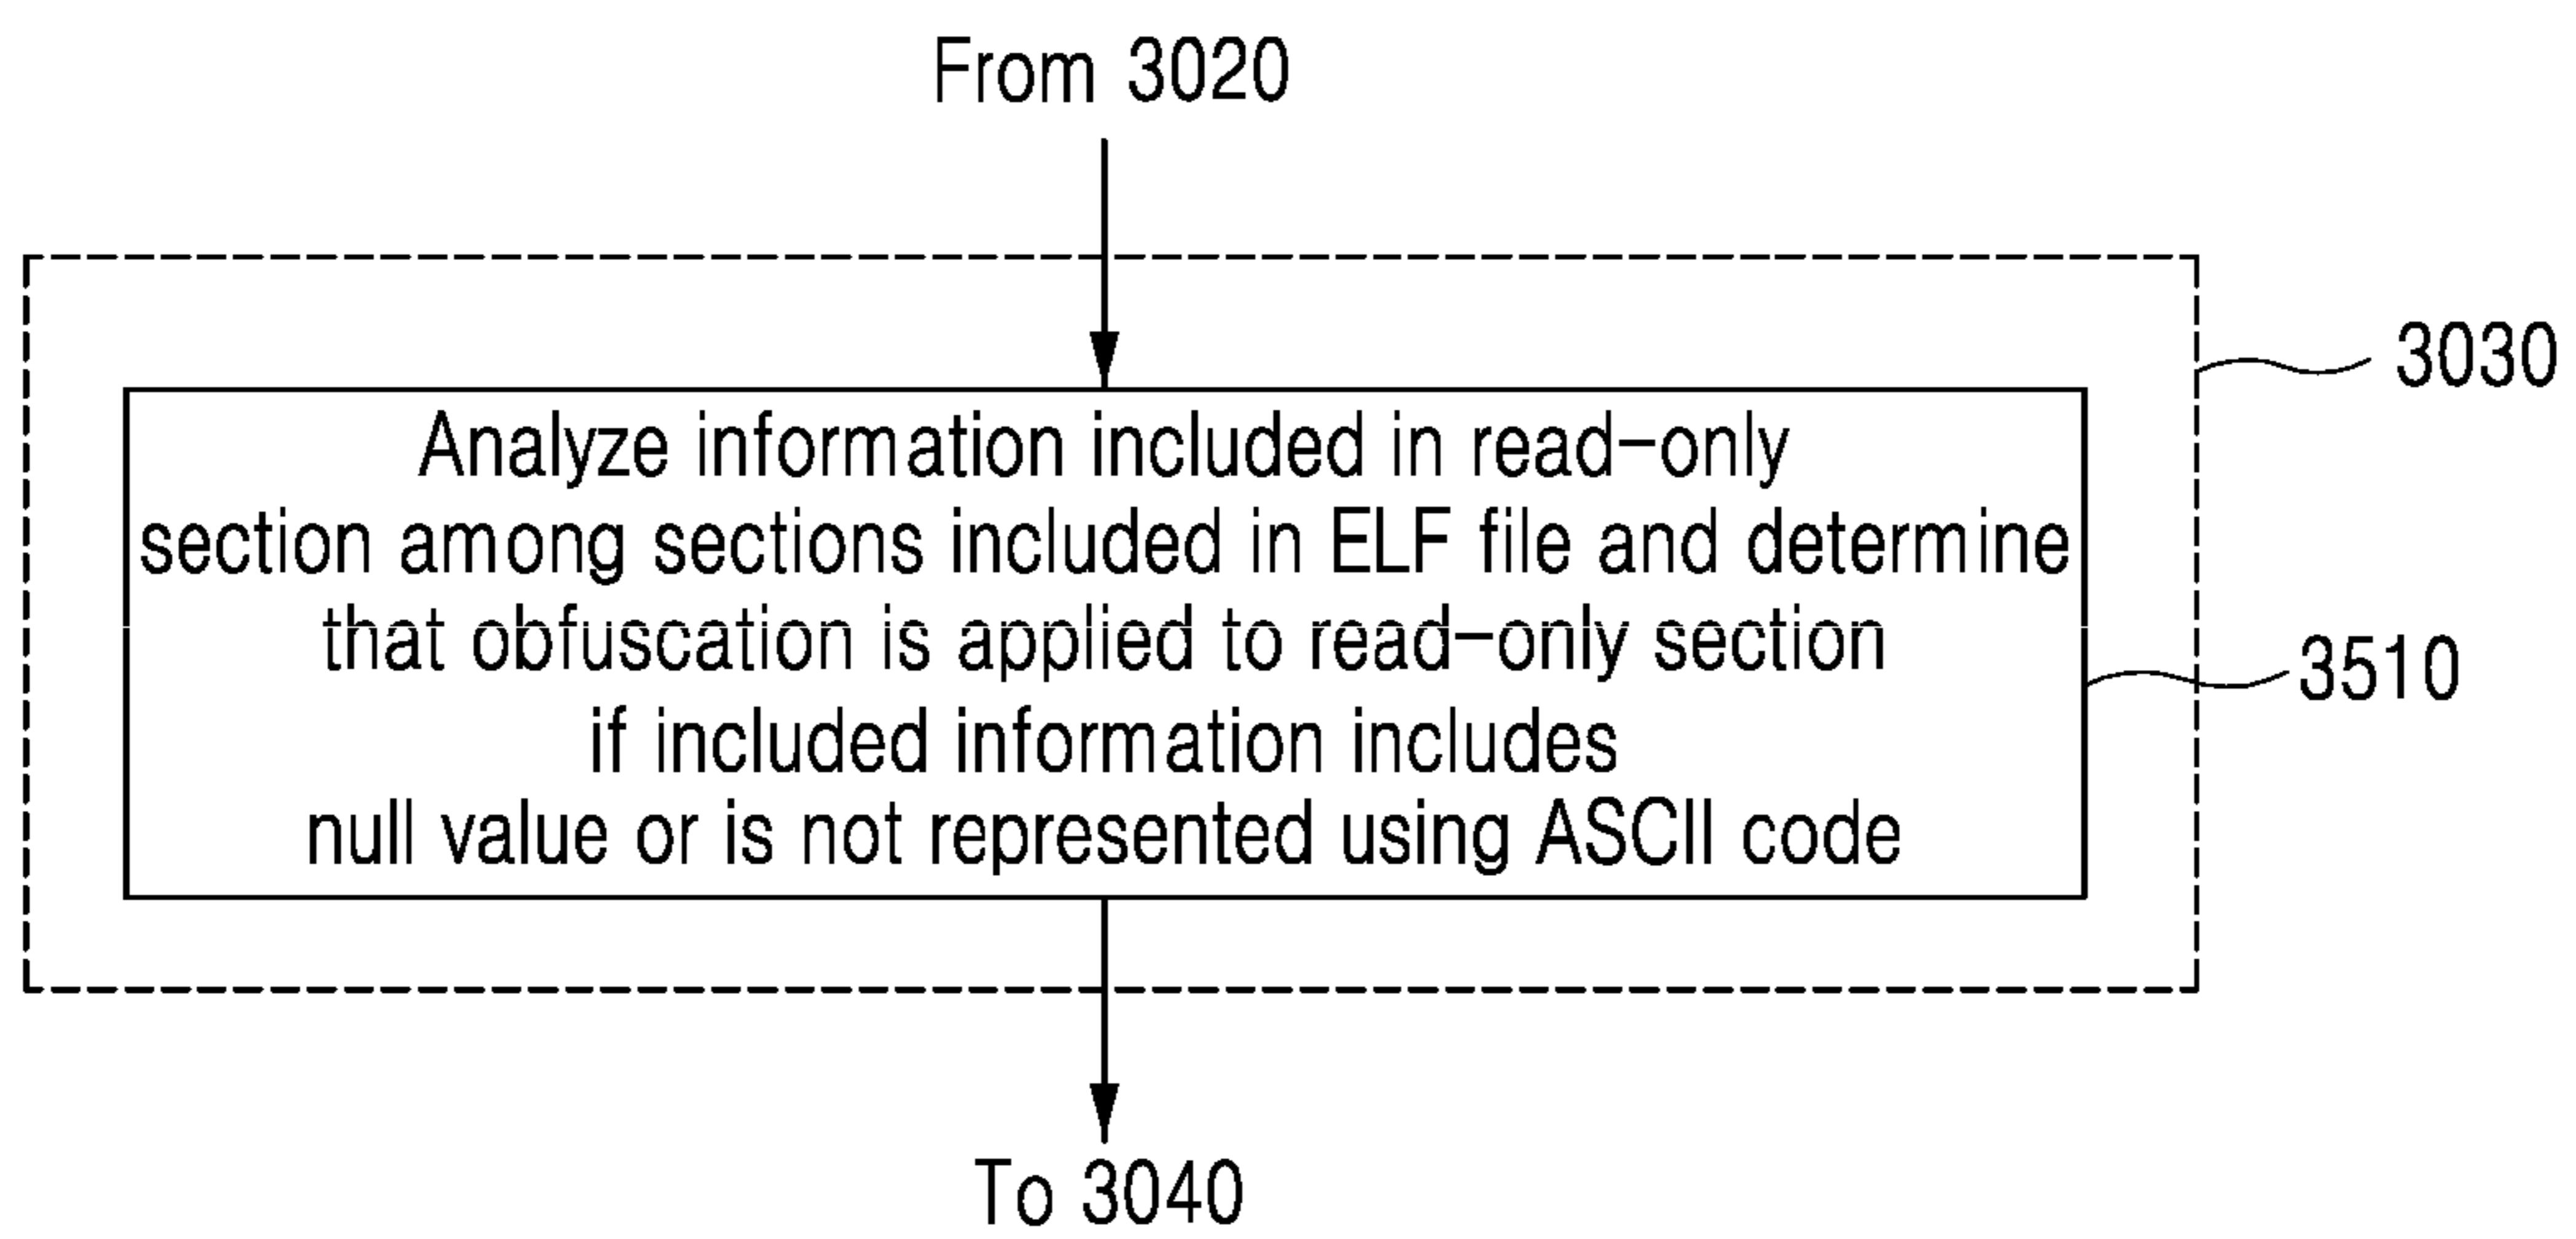 From 3020
3030
Analyze information included in read-only
section among sections included in ELF file and determine
that obfuscation is applied to read-only section
3510
if included information includes
null value or is not represented using ASCII code
To 3040